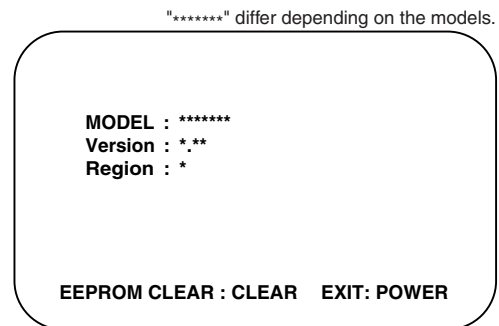 "*******" differ depending on the models.
MODEL : *******
Version : *.**
Region : *
EEPROM CLEAR : CLEAR EXIT: POWER